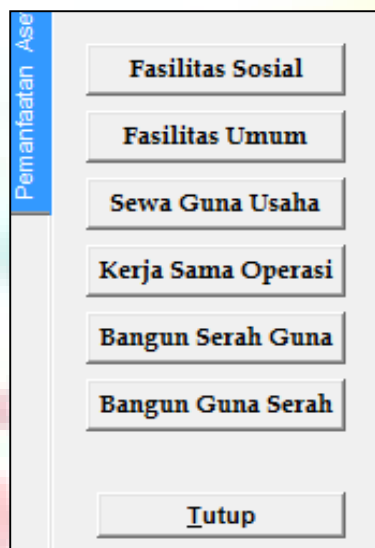 Pemanfaatan Ase
Fasilitas Sosial
Fasilitas Umum
Sewa Guna Usaha
Kerja Sama Operasi
Bangun Serah Guna
Bangun Guna Serah
Tutup